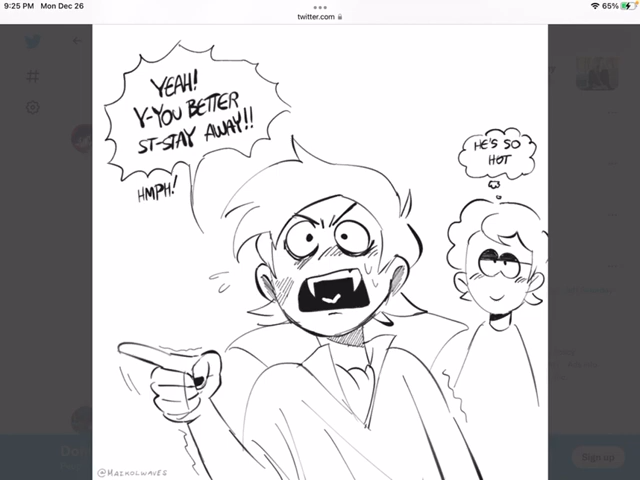 9:25 PM Mon Dec 26
65%
twitter.com
YEAH!
Y-YOU BETTER
ST-STAY AWAY!!
HMPH!
HE'S SO
HOT
@MAIKOLWAVES
Sign up